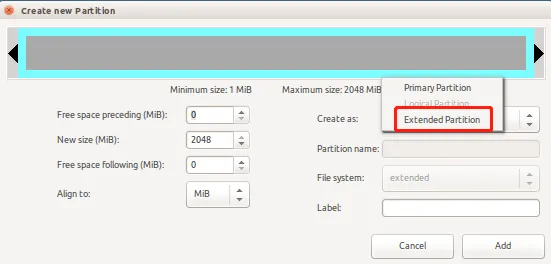 Create new Partition
Minimum size: 1 MiB
Maximum size: 2048 MiB
Primary Partition
Logical Partition
Extended Partition
Free space preceding (MiB):
0
Create as:
New size (MiB):
2048
Partition name:
Free space following (MiB):
0
File system:
extended
Align to:
MiB
Label:
Cancel
Add